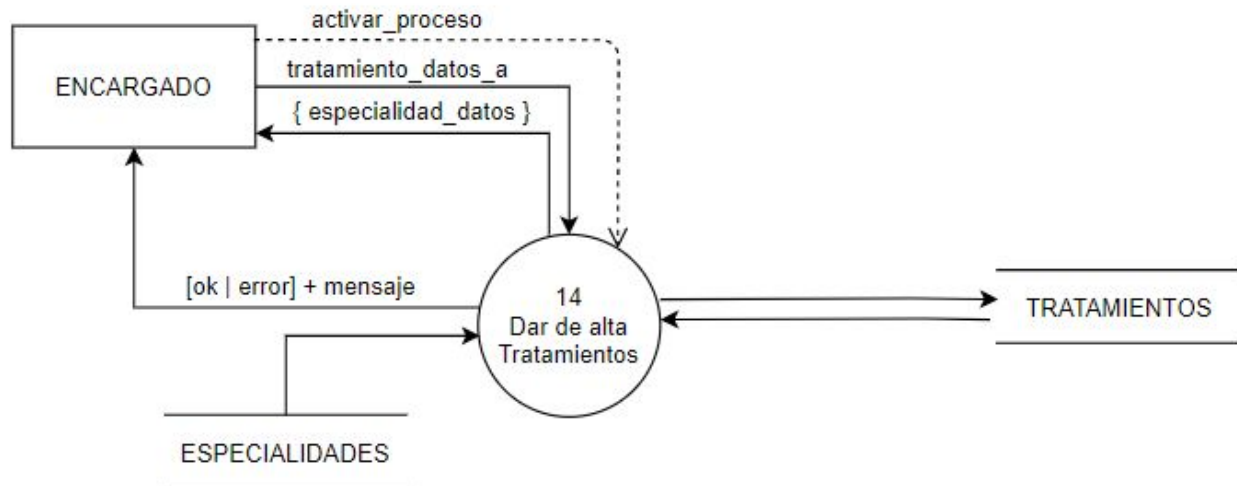 activar_proceso
ENCARGADO
tratamiento_datos_a
{ especialidad_datos }
[ok | error] + mensaje
14
Dar de alta
Tratamientos
TRATAMIENTOS
ESPECIALIDADES